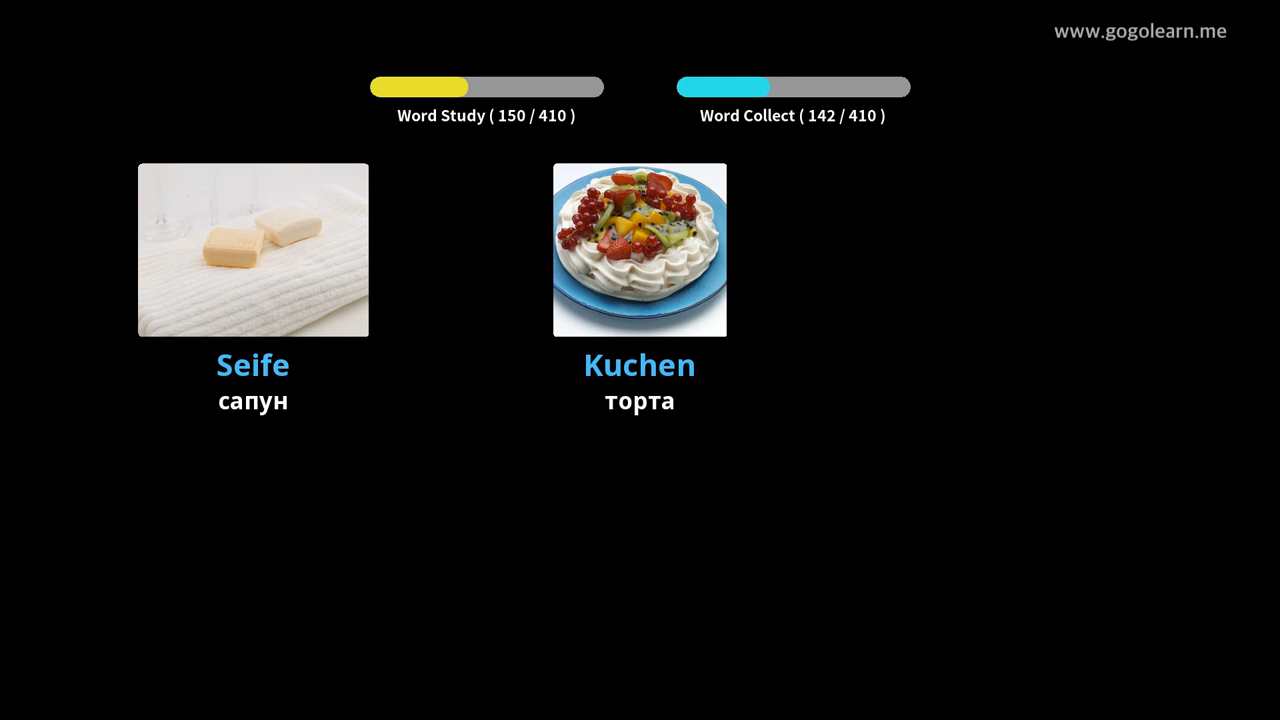 www.gogolearn.me
Word Study ( 150 / 410 )
Word Collect ( 142 / 410 )
Seife
сапун
Kuchen
торта